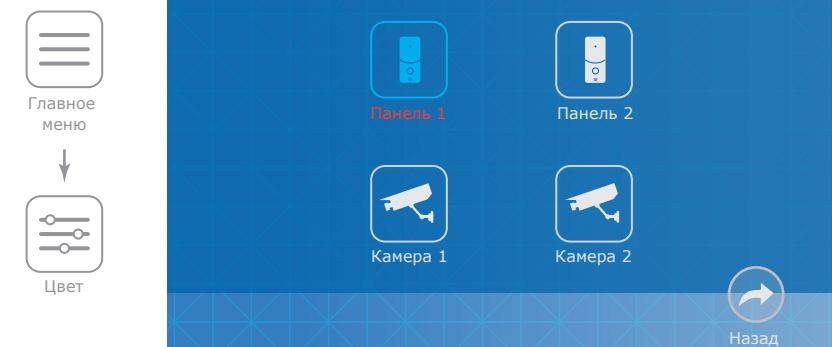 Главное
меню
Цвет
Панель 1
Панель 2
Камера 1
Камера 2
Назад